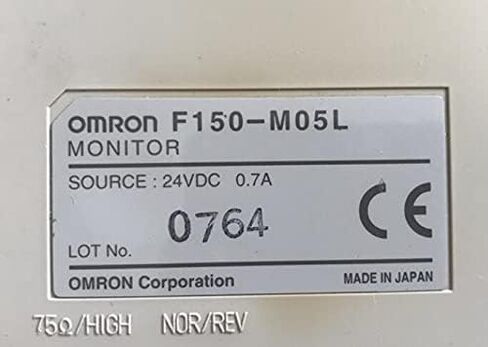 OMRON F150-M05L
MONITOR
SOURCE : 24VDC 0.7A
CE
LOT No. 0764
OMRON Corporation MADE IN JAPAN
75Ω/HIGH NOR/REV